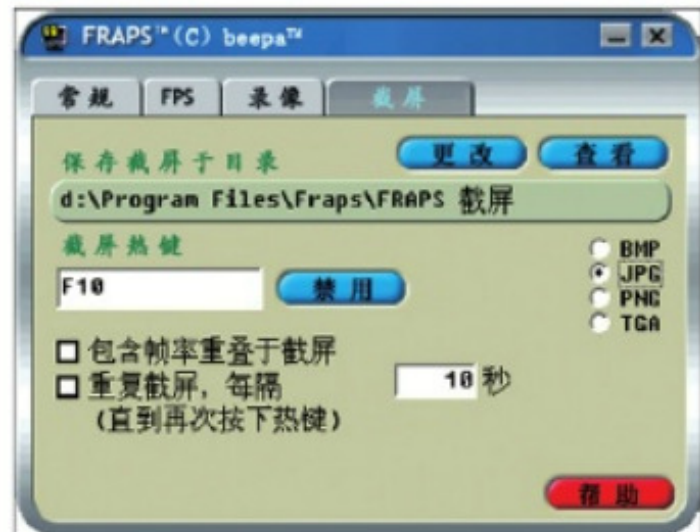 FRAPS™(C) beepa™
常规 FPS 录像 截屏
保存截屏于目录 更改 查看
d:\Program Files\Fraps\FRAPS 截屏
截屏热键
F10 禁用
BMP
JPG
PNG
TGA
包含帧率重叠于截屏
重复截屏，每隔 10 秒
(直到再次按下热键)
帮助